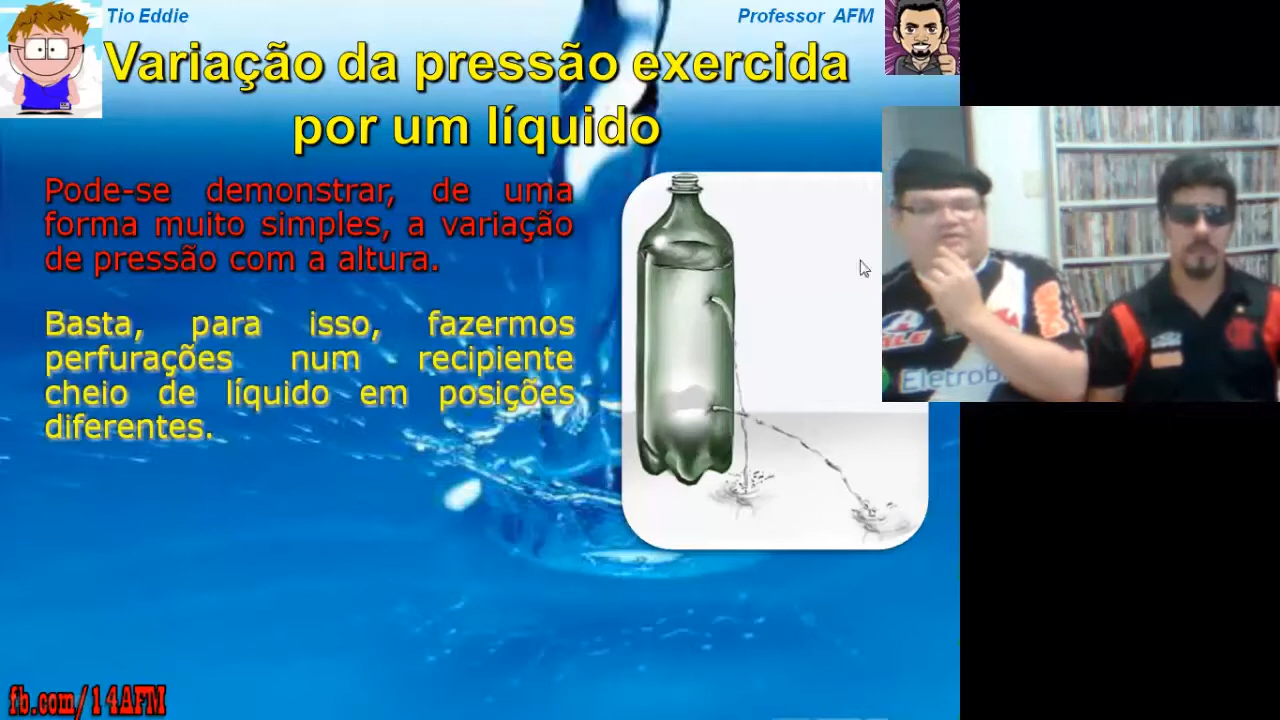 Tio Eddie
Professor AFM
Variação da pressão exercida
por um líquido
Pode-se demonstrar, de uma
forma muito simples, a variação
de pressão com a altura.
Basta, para isso, fazermos
perfurações num recipiente
cheio de líquido em posições
diferentes.
Eletrob
fb.com/14AFM